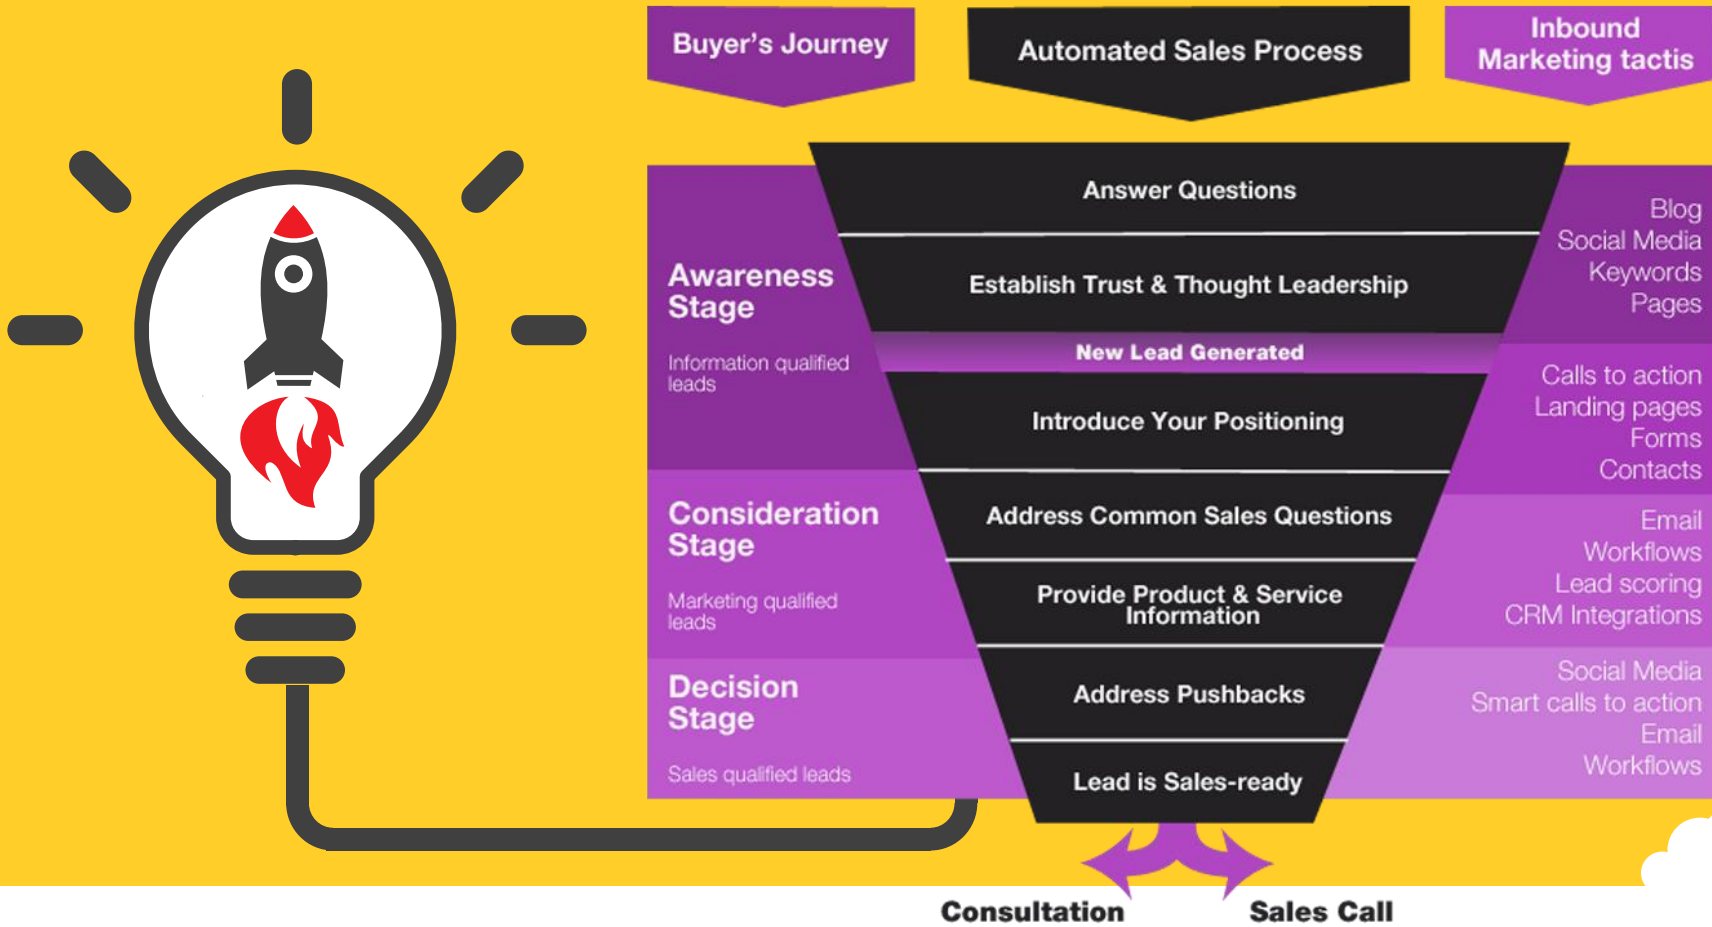 Buyer's Journey
Automated Sales Process
Inbound
Marketing tactis
Awareness
Stage
Information qualified
leads
Consideration
Stage
Marketing qualified
leads
Decision
Stage
Sales qualified leads
Answer Questions
Establish Trust & Thought Leadership
New Lead Generated
Introduce Your Positioning
Address Common Sales Questions
Provide Product & Service
Information
Address Pushbacks
Lead is Sales-ready
Blog
Social Media
Keywords
Pages
Calls to action
Landing pages
Forms
Contacts
Email
Workflows
Lead scoring
CRM Integrations
Social Media
Smart calls to action
Email
Workflows
Consultation
Sales Call